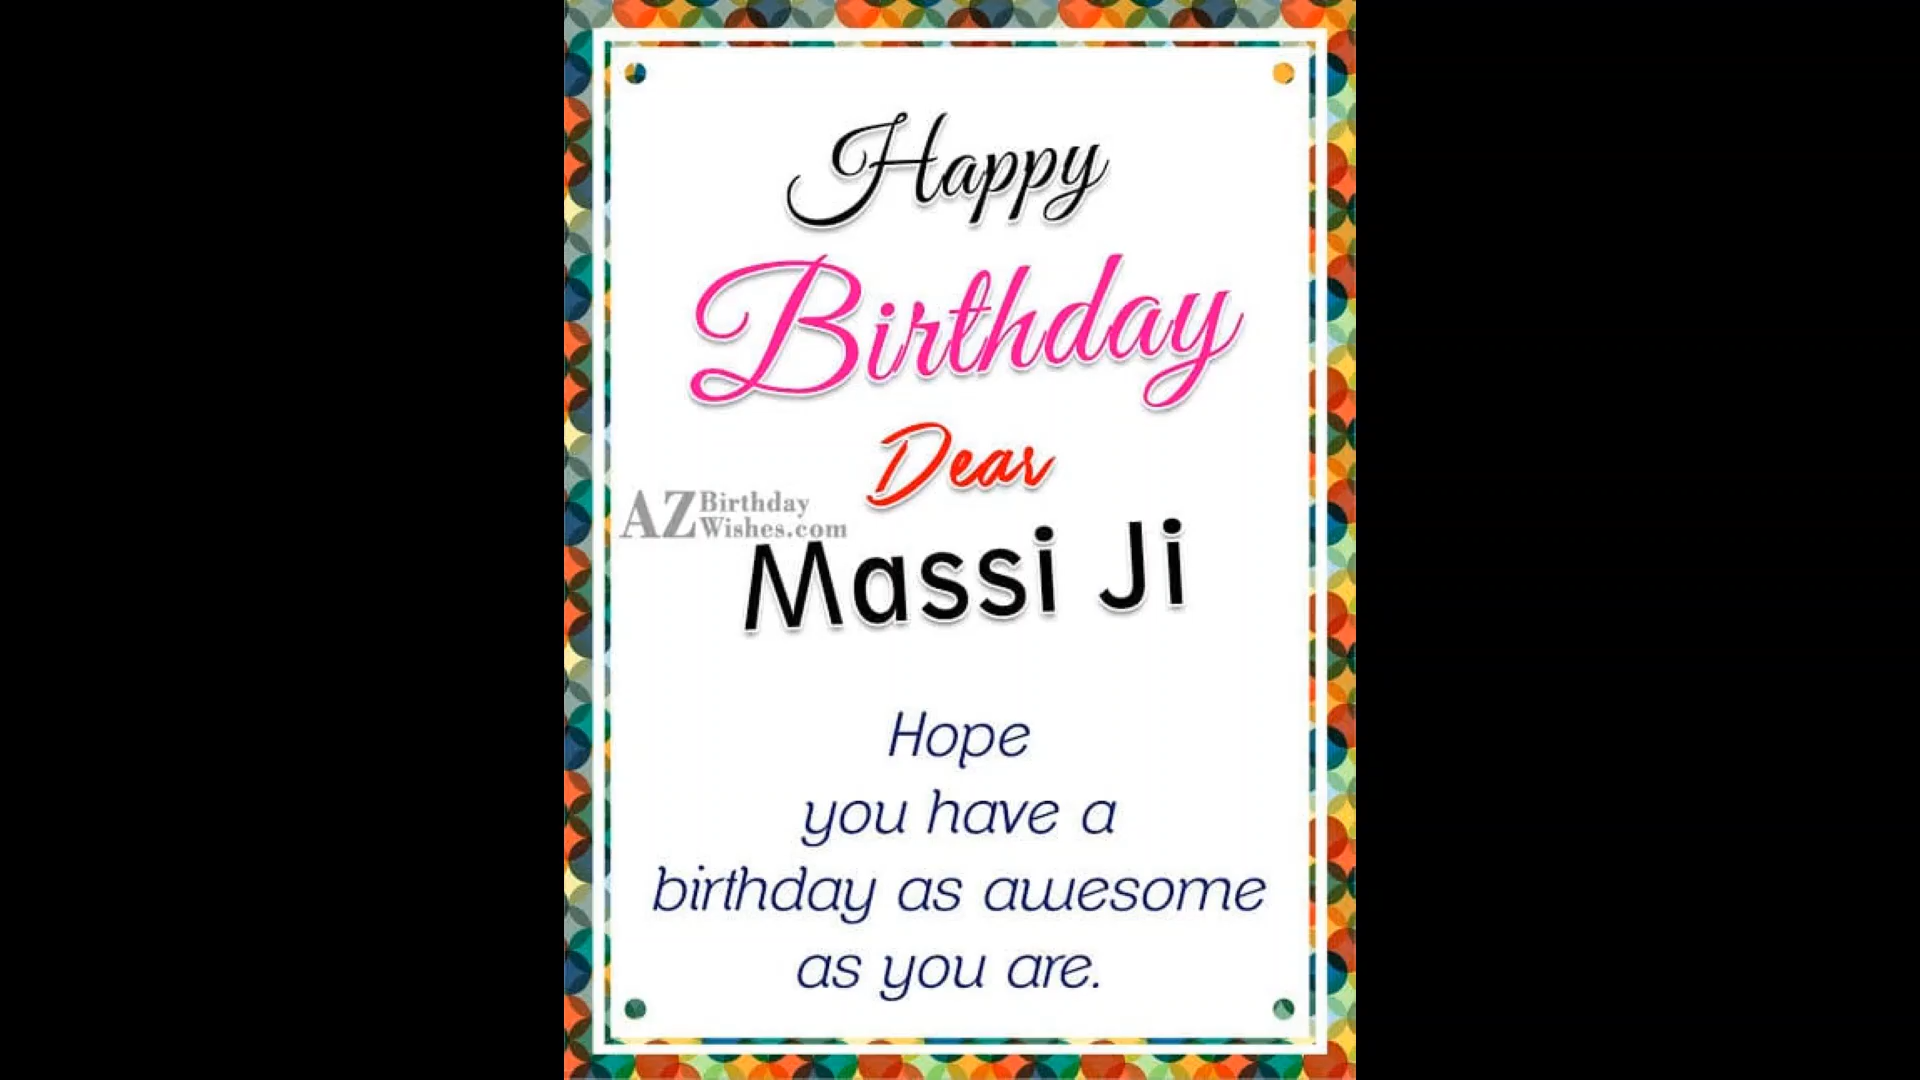 Happy
Birthday
Dear
AZ Birthday
Wishes.com
Massi Ji
Hope
you have a
birthday as awesome
as you are.